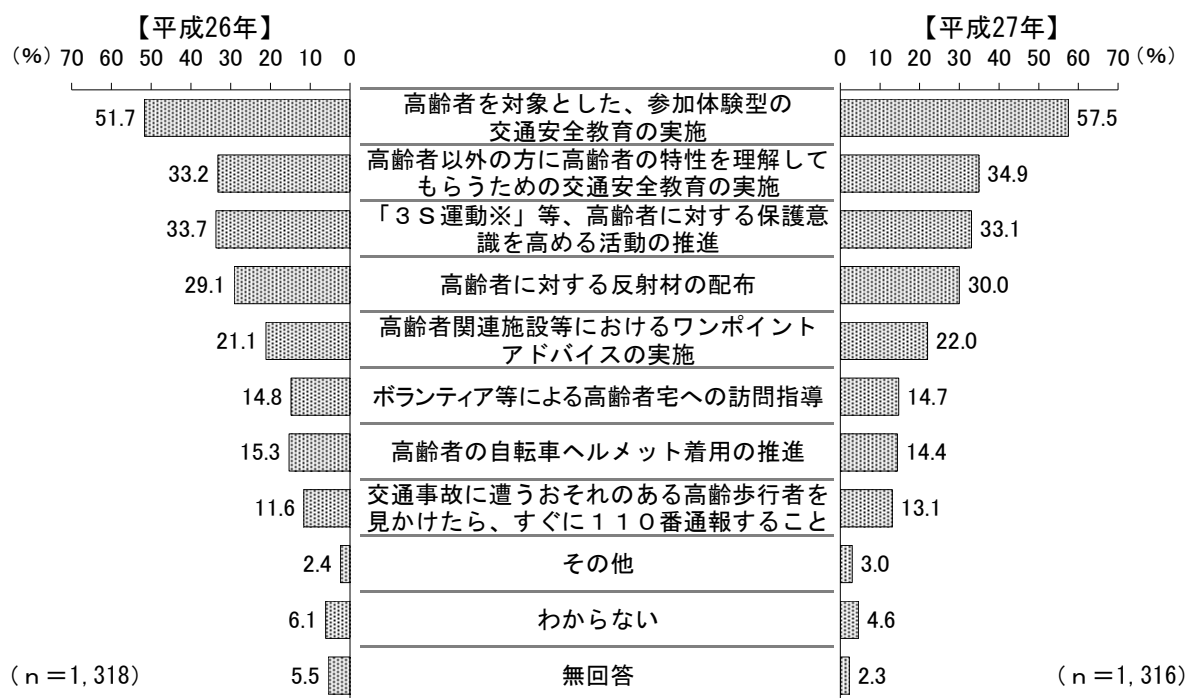 【平成26年】 【平成27年】
(%) 70 60 50 40 30 20 10 0 0 10 20 30 40 50 60 70 (%)
51.7 高齢者を対象とした、参加体験型の
交通安全教育の実施 57.5
33.2 高齢者以外の方に高齢者の特性を理解して
もらうための交通安全教育の実施 34.9
33.7 「3S運動※」等、高齢者に対する保護意
識を高める活動の推進 33.1
29.1 高齢者に対する反射材の配布 30.0
21.1 高齢者関連施設等におけるワンポイント
アドバイスの実施 22.0
14.8 ボランティア等による高齢者宅への訪問指導 14.7
15.3 高齢者の自転車ヘルメット着用の推進 14.4
11.6 交通事故に遭うおそれのある高齢歩行者を
見かけたら、すぐに110番通報すること 13.1
2.4 その他 3.0
6.1 わからない 4.6
(n=1,318) 5.5 無回答 2.3 (n=1,316)